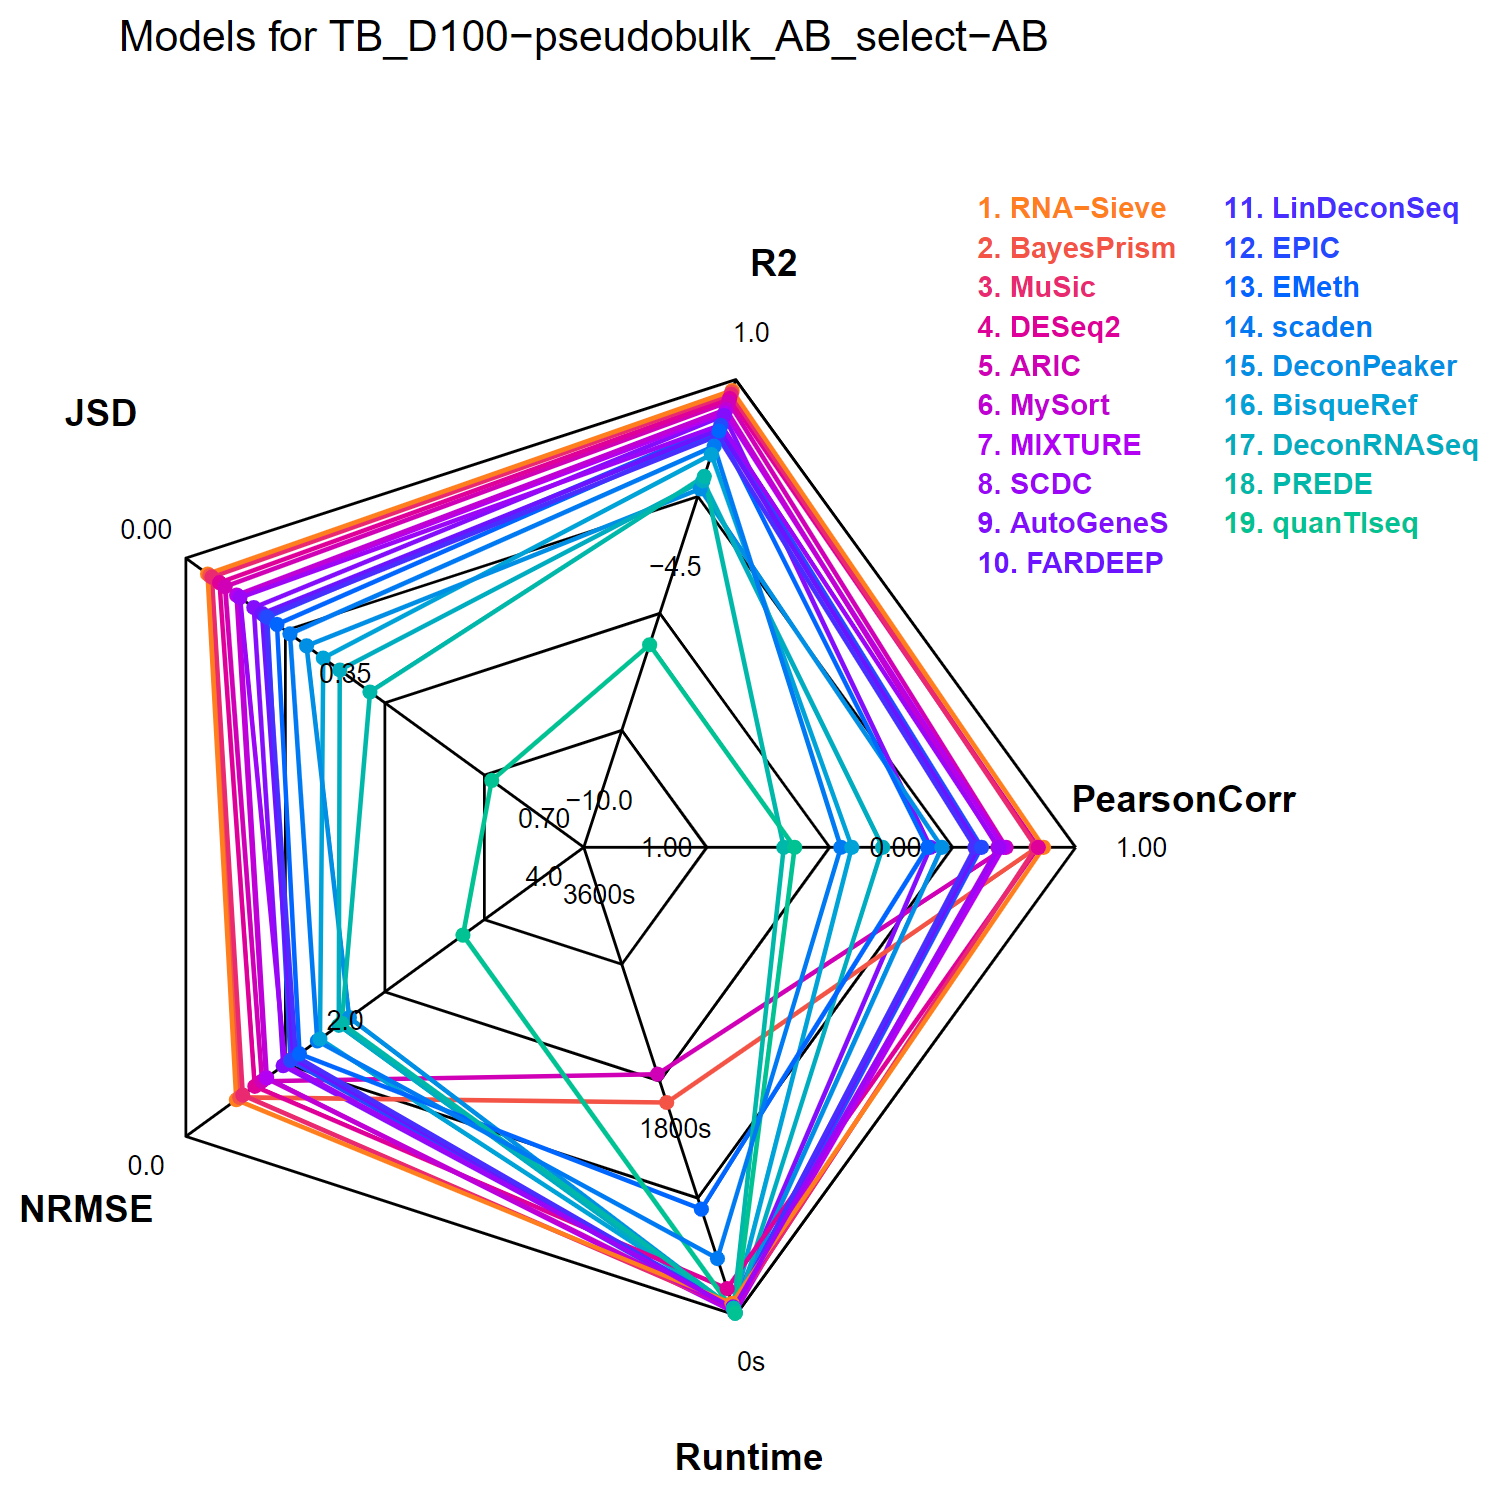 Models for TB_D100−pseudobulk_AB_select−AB
1. RNA−Sieve
2. BayesPrism
3. MuSic
4. DESeq2
5. ARIC
6. MySort
7. MIXTURE
8. SCDC
9. AutoGeneS
10. FARDEEP
11. LinDeconSeq
12. EPIC
13. EMeth
14. scaden
15. DeconPeaker
16. BisqueRef
17. DeconRNASeq
18. PREDE
19. quanTIseq
R2
1.0
−4.5
−10.0
JSD
0.00
0.35
0.70
PearsonCorr
1.00
0.00
1.00
4.0
2.0
0.0
NRMSE
3600s
1800s
0s
Runtime